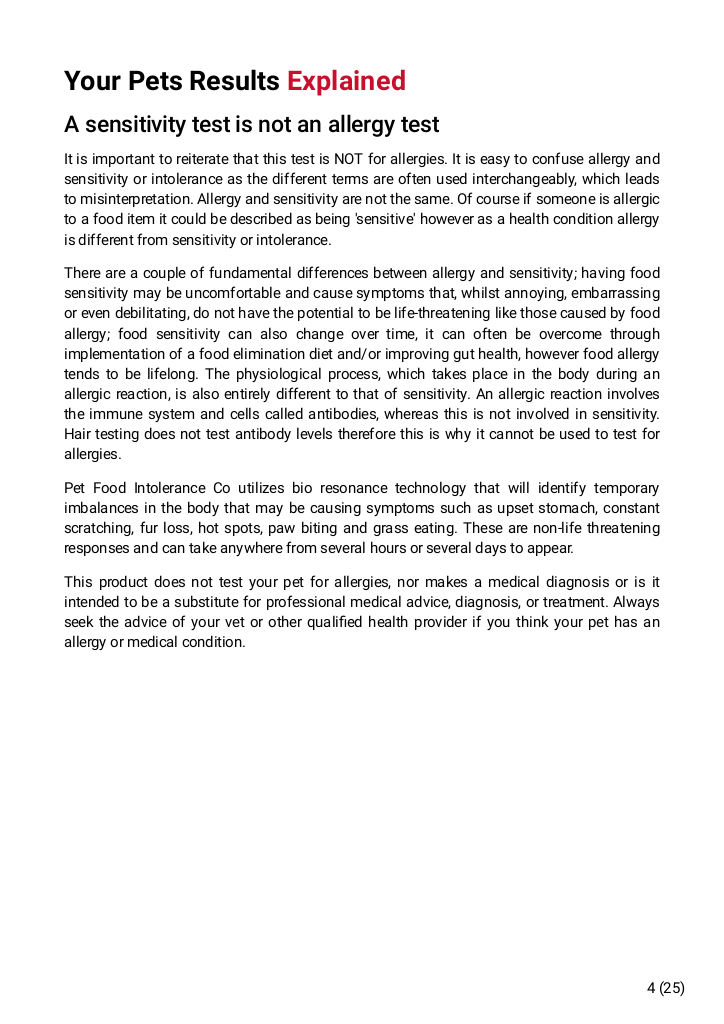 Your Pets Results Explained
A sensitivity test is not an allergy test
It is important to reiterate that this test is NOT for allergies. It is easy to confuse allergy and
sensitivity or intolerance as the different terms are often used interchangeably, which leads
to misinterpretation. Allergy and sensitivity are not the same. Of course if someone is allergic
to a food item it could be described as being 'sensitive' however as a health condition allergy
is different from sensitivity or intolerance.
There are a couple of fundamental differences between allergy and sensitivity; having food
sensitivity may be uncomfortable and cause symptoms that, whilst annoying, embarrassing
or even debilitating, do not have the potential to be life-threatening like those caused by food
allergy; food sensitivity can also change over time, it can often be overcome through
implementation of a food elimination diet and/or improving gut health, however food allergy
tends to be lifelong. The physiological process, which takes place in the body during an
allergic reaction, is also entirely different to that of sensitivity. An allergic reaction involves
the immune system and cells called antibodies, whereas this is not involved in sensitivity.
Hair testing does not test antibody levels therefore this is why it cannot be used to test for
allergies.
Pet Food Intolerance Co utilizes bio resonance technology that will identify temporary
imbalances in the body that may be causing symptoms such as upset stomach, constant
scratching, fur loss, hot spots, paw biting and grass eating. These are non-life threatening
responses and can take anywhere from several hours or several days to appear.
This product does not test your pet for allergies, nor makes a medical diagnosis or is it
intended to be a substitute for professional medical advice, diagnosis, or treatment. Always
seek the advice of your vet or other qualified health provider if you think your pet has an
allergy or medical condition.
4 (25)